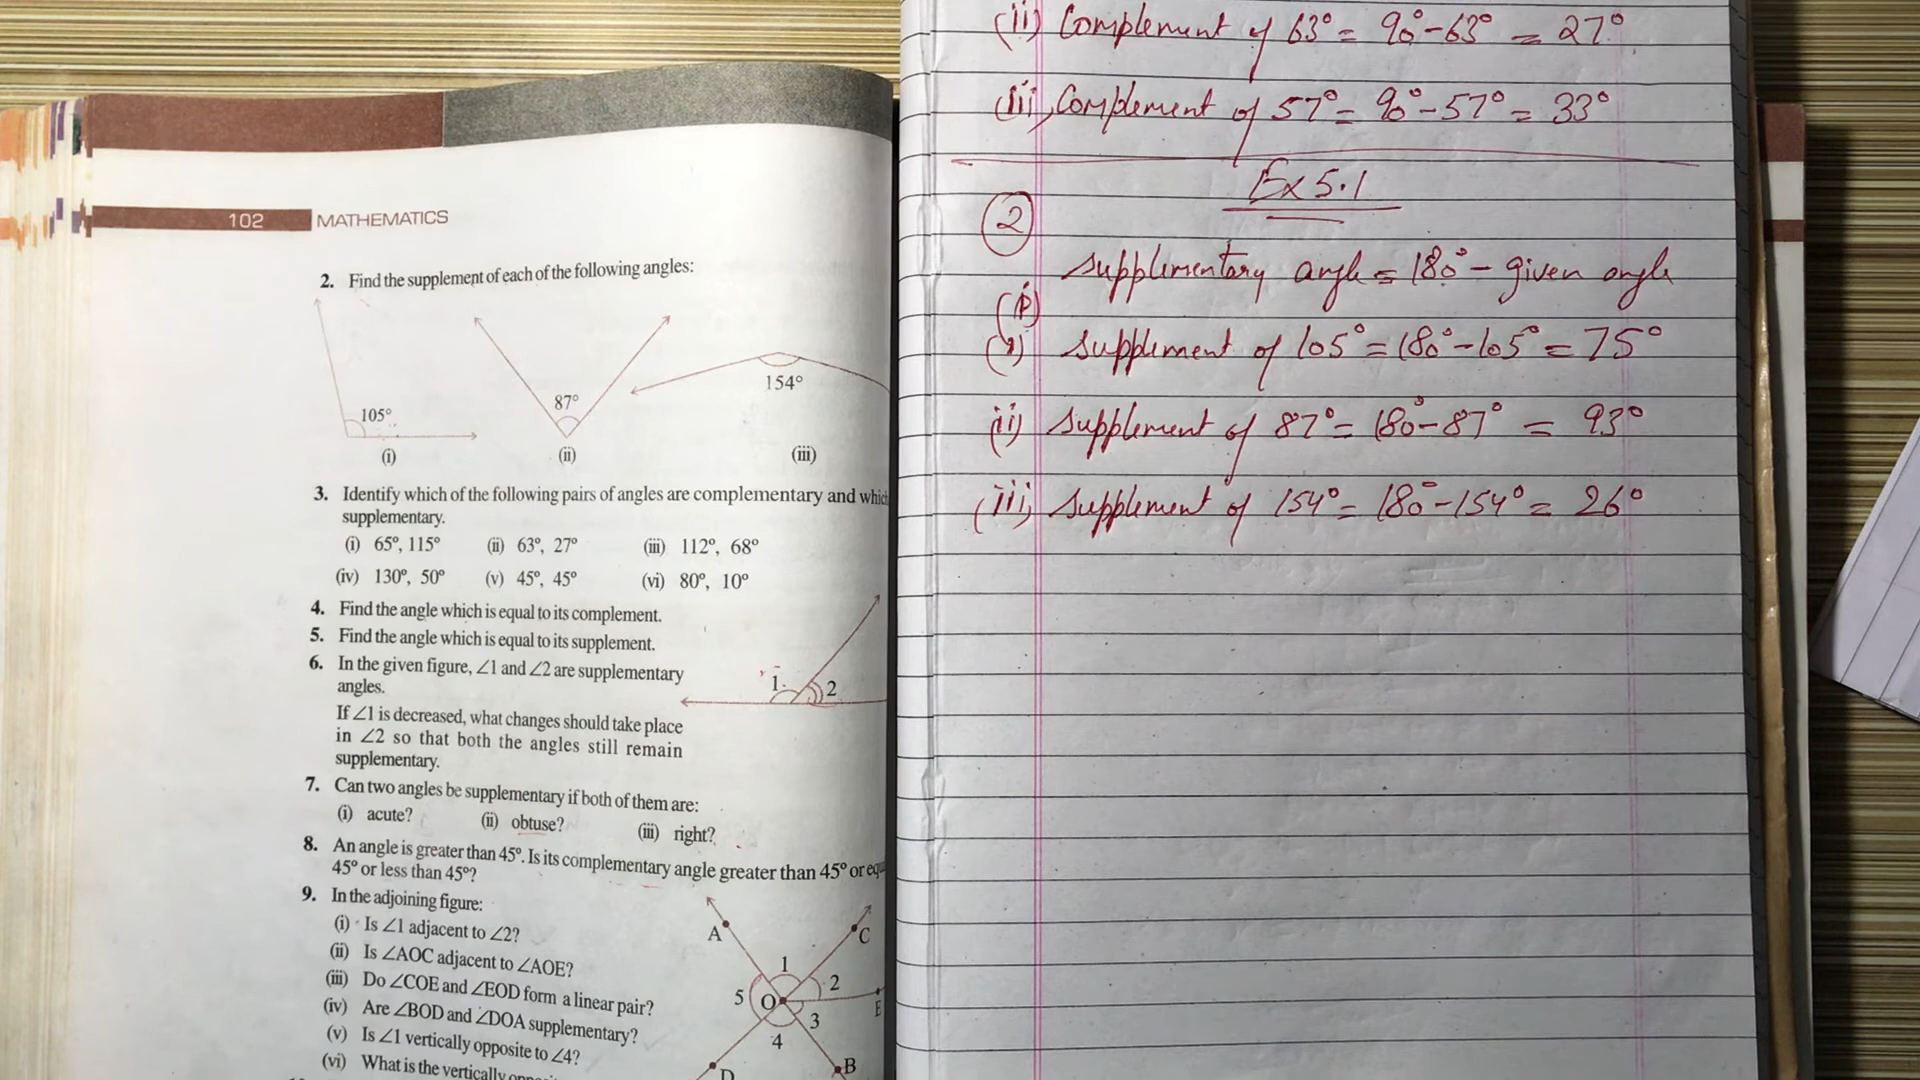 102 MATHEMATICS
2. Find the supplement of each of the following angles:
105°
87°
154°
(i)
(ii)
(iii)
3. Identify which of the following pairs of angles are complementary and
supplementary.
(i) 65°, 115° (ii) 63°, 27° (iii) 112°, 68°
(iv) 130°, 50° (v) 45°, 45° (vi) 80°, 10°
4. Find the angle which is equal to its complement.
5. Find the angle which is equal to its supplement.
6. In the given figure, ∠1 and ∠2 are supplementary
angles.
1
2
If ∠1 is decreased, what changes should take place
in ∠2 so that both the angles still remain
supplementary.
7. Can two angles be supplementary if both of them are:
(i) acute? (ii) obtuse? (iii) right?
8. An angle is greater than 45°. Is its complementary angle greater than 45° or
45° or less than 45°?
9. In the adjoining figure:
(i) Is ∠1 adjacent to ∠2?
(ii) Is ∠AOC adjacent to ∠AOE?
(iii) Do ∠COE and ∠EOD form a linear pair?
(iv) Are ∠BOD and ∠DOA supplementary?
(v) Is ∠1 vertically opposite to ∠4?
(vi) What is the vertically
A
C
1
2
5
O
E
3
4
D
B
(ii) Complement of 63° = 90° - 63° = 27°
(iii) Complement of 57° = 90° - 57° = 33°
Ex 5.1
2
Supplementary angle = 180° - given angle
Supplement of 105° = 180° - 105° = 75°
(ii) Supplement of 87° = 180° - 87° = 93°
(iii) Supplement of 154° = 180° - 154° = 26°